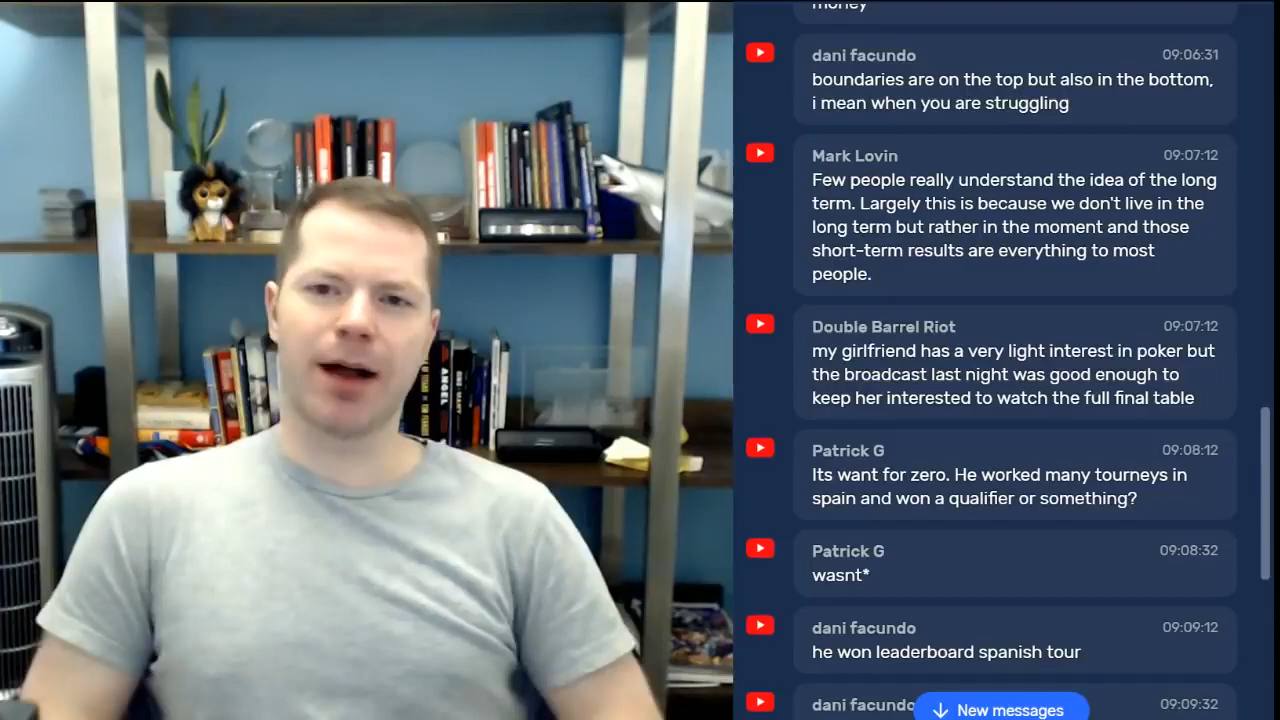 money
dani facundo 09:06:31
boundaries are on the top but also in the bottom,
i mean when you are struggling
Mark Lovin 09:07:12
Few people really understand the idea of the long
term. Largely this is because we don't live in the
long term but rather in the moment and those
short-term results are everything to most
people.
Double Barrel Riot 09:07:12
my girlfriend has a very light interest in poker but
the broadcast last night was good enough to
keep her interested to watch the full final table
Patrick G 09:08:12
Its want for zero. He worked many tourneys in
spain and won a qualifier or something?
Patrick G 09:08:32
wasnt*
dani facundo 09:09:12
he won leaderboard spanish tour
dani facundo 09:09:32
New messages
ANGEL